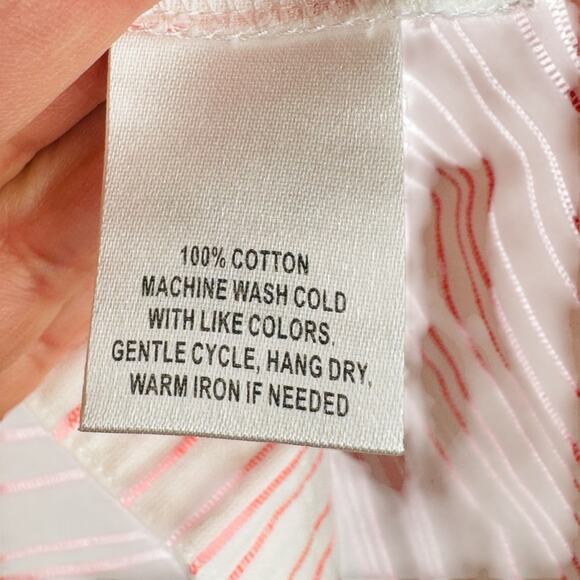 100% COTTON
MACHINE WASH COLD
WITH LIKE COLORS.
GENTLE CYCLE, HANG DRY,
WARM IRON IF NEEDED